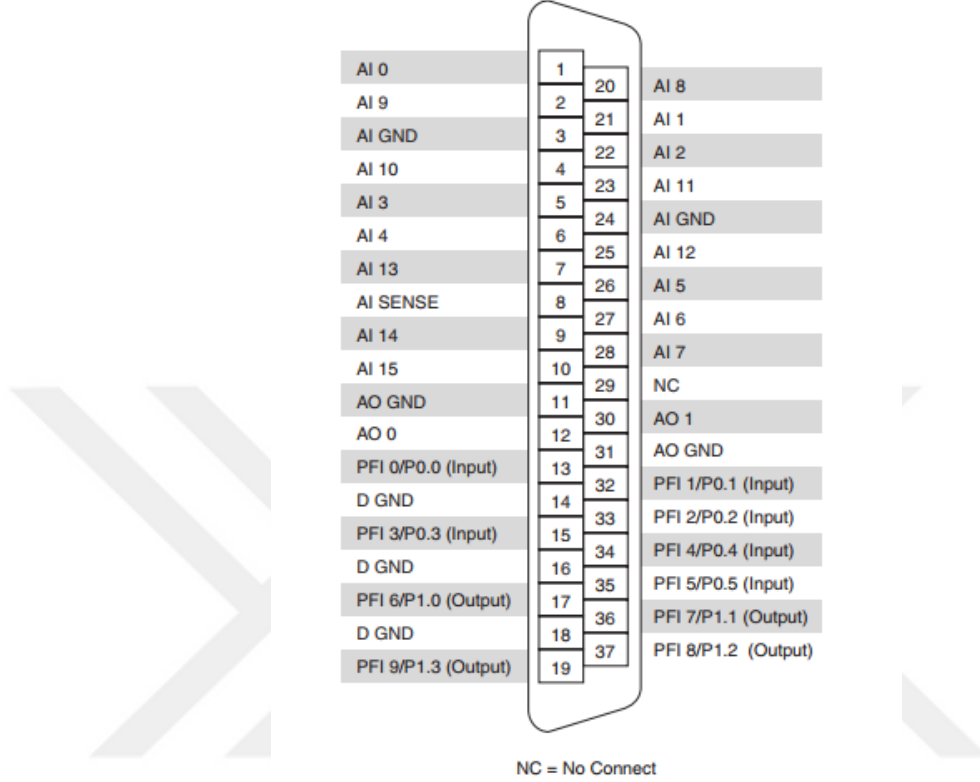 AI 0 1
20 AI 8
AI 9 2
21 AI 1
AI GND 3
22 AI 2
AI 10 4
23 AI 11
AI 3 5
24 AI GND
AI 4 6
25 AI 12
AI 13 7
26 AI 5
AI SENSE 8
27 AI 6
AI 14 9
28 AI 7
AI 15 10
29 NC
AO GND 11
30 AO 1
AO 0 12
31 AO GND
PFI 0/P0.0 (Input) 13
32 PFI 1/P0.1 (Input)
D GND 14
33 PFI 2/P0.2 (Input)
PFI 3/P0.3 (Input) 15
34 PFI 4/P0.4 (Input)
D GND 16
35 PFI 5/P0.5 (Input)
PFI 6/P1.0 (Output) 17
36 PFI 7/P1.1 (Output)
D GND 18
37 PFI 8/P1.2 (Output)
PFI 9/P1.3 (Output) 19
NC = No Connect